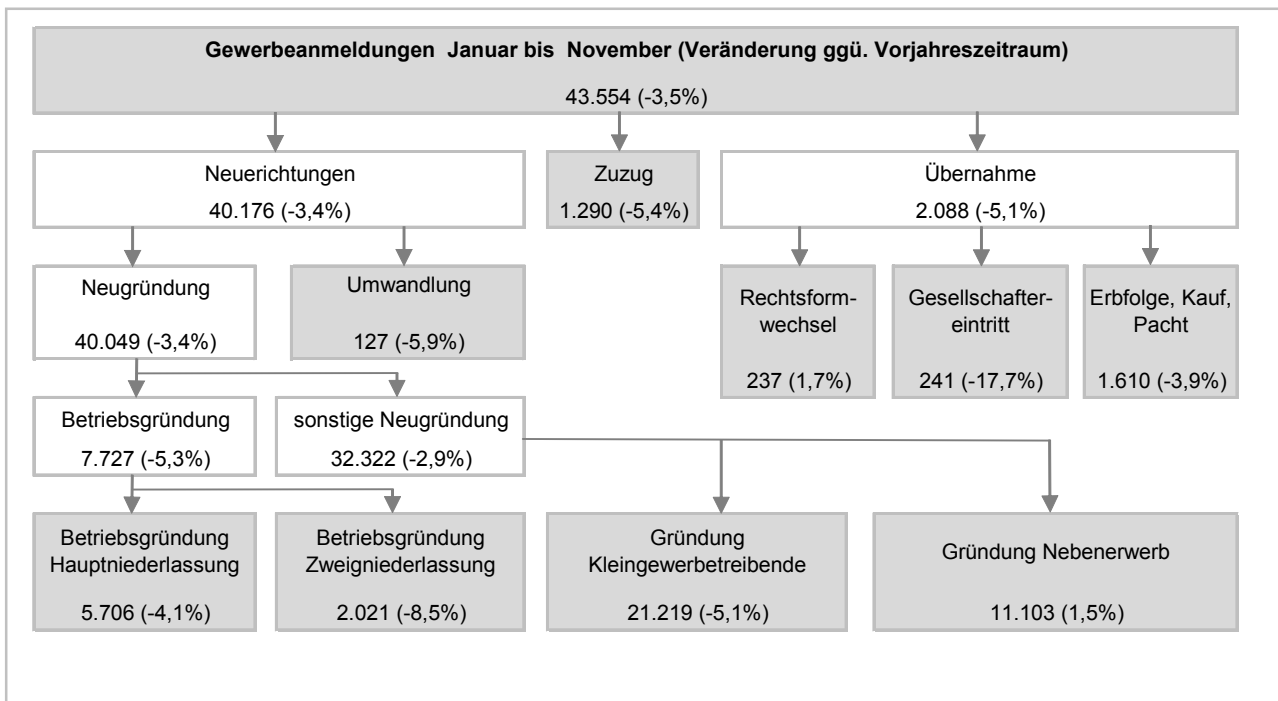 Gewerbeanmeldungen Januar bis November (Veränderung ggü. Vorjahreszeitraum)
43.554 (-3,5%)
Neuerichtungen
40.176 (-3,4%)
Zuzug
1.290 (-5,4%)
Übernahme
2.088 (-5,1%)
Neugründung
40.049 (-3,4%)
Umwandlung
127 (-5,9%)
Rechtsform-
wechsel
237 (1,7%)
Gesellschafter-
eintritt
241 (-17,7%)
Erbfolge, Kauf,
Pacht
1.610 (-3,9%)
Betriebsgründung
7.727 (-5,3%)
sonstige Neugründung
32.322 (-2,9%)
Betriebsgründung
Hauptniederlassung
5.706 (-4,1%)
Betriebsgründung
Zweigniederlassung
2.021 (-8,5%)
Gründung
Kleingewerbetreibende
21.219 (-5,1%)
Gründung Nebenerwerb
11.103 (1,5%)